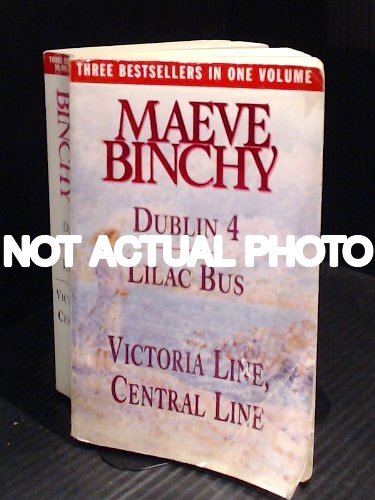 THREE BESTSELLERS IN ONE VOLUME
MAEVE
BINCHY
DUBLIN 4
NOT ACTUAL PHOTO
LILAC BUS
VICTORIA LINE,
CENTRAL LINE
BINCHY